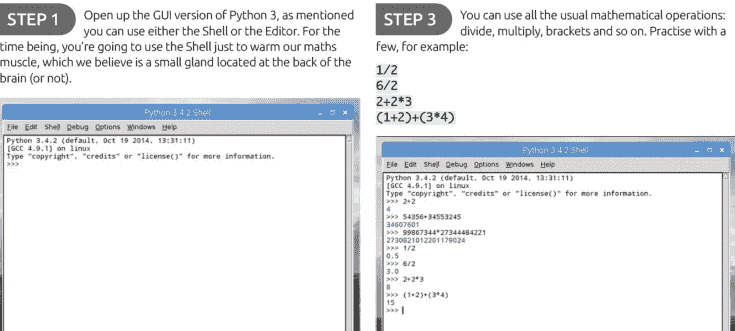 STEP 1
Open up the GUI version of Python 3, as mentioned
you can use either the Shell or the Editor. For the
time being, you're going to use the Shell just to warm our maths
muscle, which we believe is a small gland located at the back of the
brain (or not).
Python 3.4.2 Shell
File Edit Shell Debug Options Windows Help
Python 3.4.2 (default, Oct 19 2014, 13:31:11)
[GCC 4.9.1] on linux
Type "copyright", "credits" or "license()" for more information.
>>>
STEP 3
You can use all the usual mathematical operations:
divide, multiply, brackets and so on. Practise with a
few, for example:
1/2
6/2
2+2*3
(1+2)+(3*4)
Python 3.4.2 Shell
File Edit Shell Debug Options Windows Help
Python 3.4.2 (default, Oct 19 2014, 13:31:11)
[GCC 4.9.1] on linux
Type "copyright", "credits" or "license()" for more information.
>>> 2+2
4
>>> 54356+34553245
34607601
>>> 99867344*27344484221
2730821012201179024
>>> 1/2
0.5
>>> 6/2
3.0
>>> 2+2*3
8
>>> (1+2)+(3*4)
15
>>>